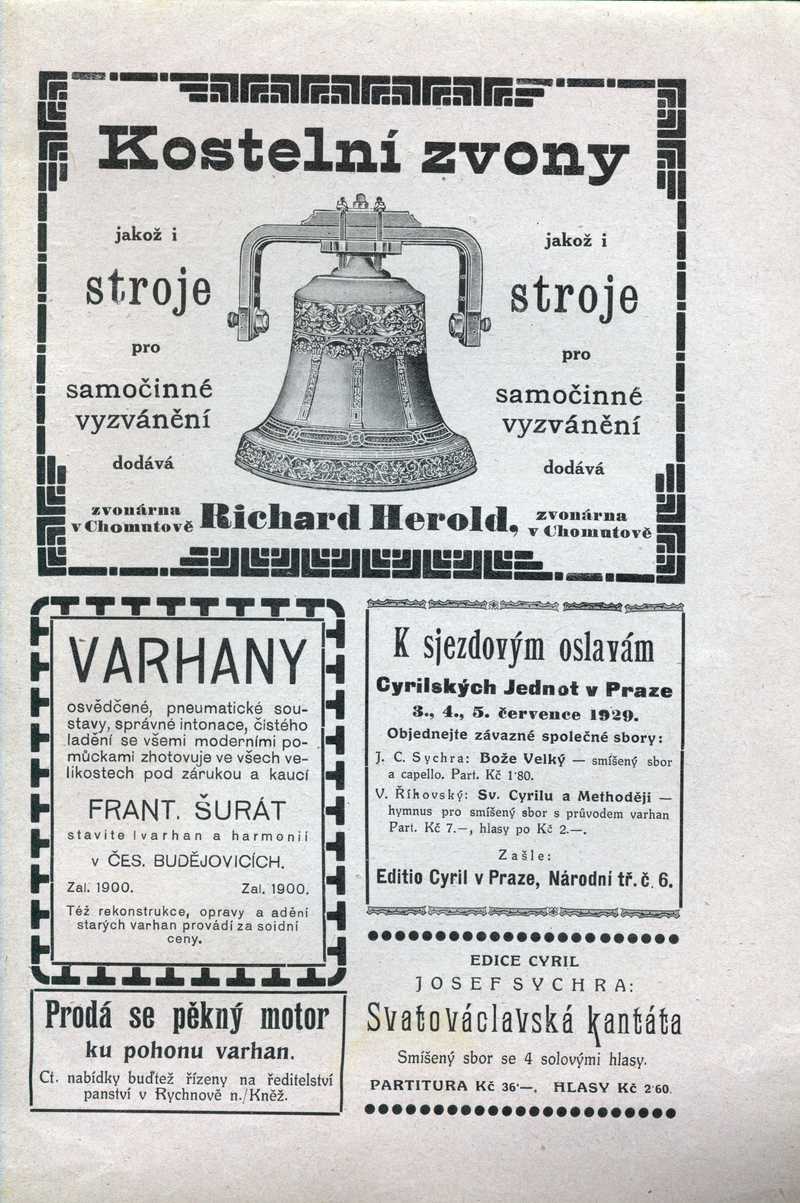 Kostelní zvony
jakož i
stroje
pro
samočinné
vyzvánění
dodává
jakož i
stroje
pro
samočinné
vyzvánění
dodává
zvonárna
v Chomutově
Richard Herold,
zvonárna
v Chomutově
VARHANY
osvědčené, pneumatické sou-
stavy, správné intonace, čistého
ladění se všemi moderními po-
můckami zhotovuje ve všech ve-
likostech pod zárukou a kaucí
FRANT. ŠURÁT
stavite l varhan a harmonií
v ČES. BUDĚJOVICÍCH.
Zal. 1900. Zal. 1900.
Též rekonstrukce, opravy a adění
starých varhan provádí za soidní
ceny.
Prodá se pěkný motor
ku pohonu varhan.
Ct. nabídky buďtež řízeny na ředitelství
panství v Rychnově n./Kněž.
K sjezdovým oslavám
Cyrilských Jednot v Praze
3., 4., 5. července 1929.
Objednejte závazné společné sbory:
J. C. Sychra: Bože Velký — smíšený sbor
a capello. Part. Kč 1·80.
V. Říhovský: Sv. Cyrilu a Methoději —
hymnus pro smíšený sbor s průvodem varhan
Part. Kč 7.—, hlasy po Kč 2.—.
Zašle:
Editio Cyril v Praze, Národní tř. č. 6.
EDICE CYRIL
JOSEF SYCHRA:
Svatováclavská kantáta
Smíšený sbor se 4 solovými hlasy.
PARTITURA Kč 36·—. HLASY Kč 2·60.